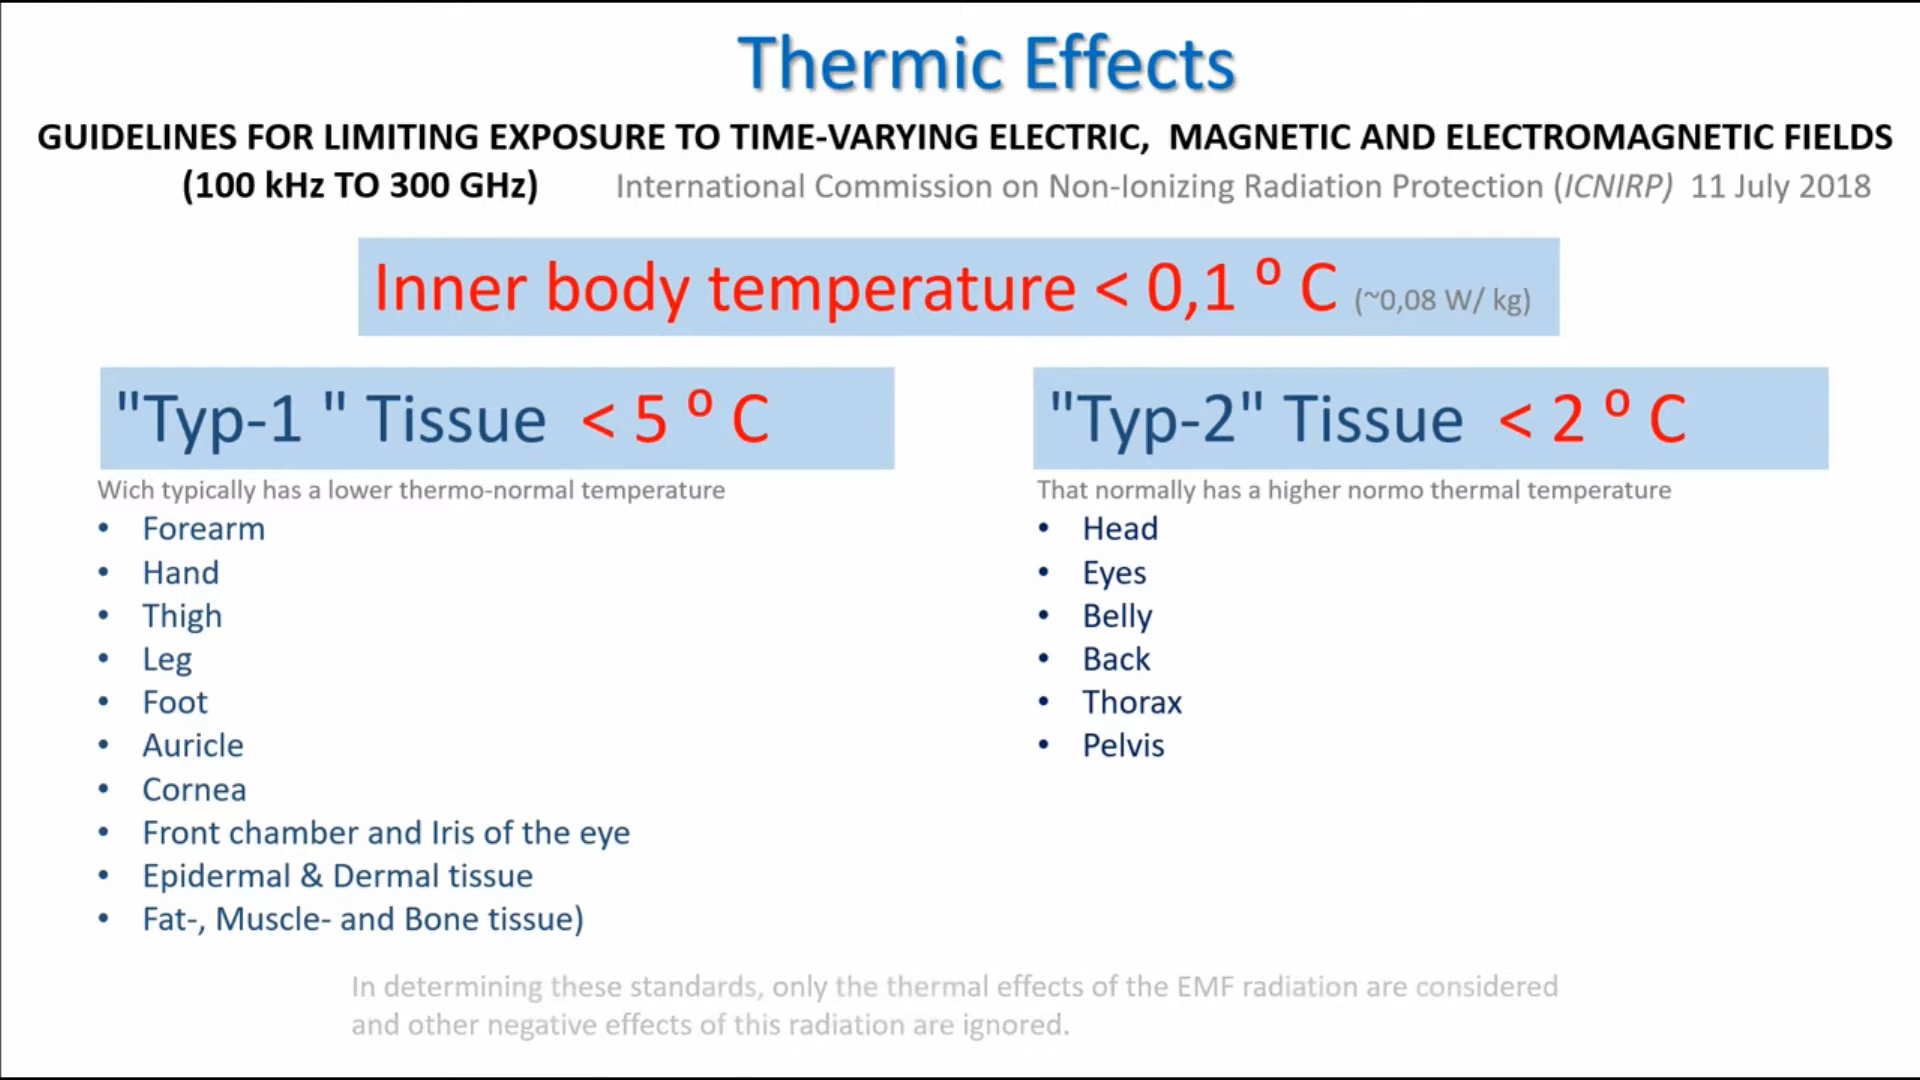 Thermic Effects
GUIDELINES FOR LIMITING EXPOSURE TO TIME-VARYING ELECTRIC, MAGNETIC AND ELECTROMAGNETIC FIELDS
(100 kHz TO 300 GHz) International Commission on Non-Ionizing Radiation Protection (ICNIRP) 11 July 2018
Inner body temperature < 0,1 º C (~0,08 W/ kg)
"Typ-1 " Tissue < 5 º C
Wich typically has a lower thermo-normal temperature
• Forearm
• Hand
• Thigh
• Leg
• Foot
• Auricle
• Cornea
• Front chamber and Iris of the eye
• Epidermal & Dermal tissue
• Fat-, Muscle- and Bone tissue)
"Typ-2" Tissue < 2 º C
That normally has a higher normo thermal temperature
• Head
• Eyes
• Belly
• Back
• Thorax
• Pelvis
In determining these standards, only the thermal effects of the EMF radiation are considered
and other negative effects of this radiation are ignored.